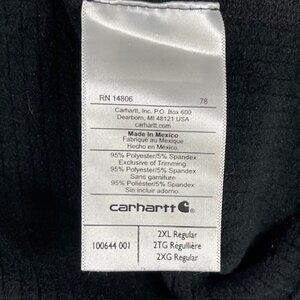 RN 14806 78
Carhartt, Inc. P.O. Box 600
Dearborn, MI 48121 USA
carhartt.com
Made In Mexico
Fabriqué au Mexique
Hecho en México.
95% Polyester/5% Spandex
Exclusive of Trimming
95% Polyester/5% Spandex
Sans garniture
95% Poliéster/5% Spandex
Sin incluir adorno.
carhartt
100644 001
2XL Regular
2TG Régullière
2XG Regular